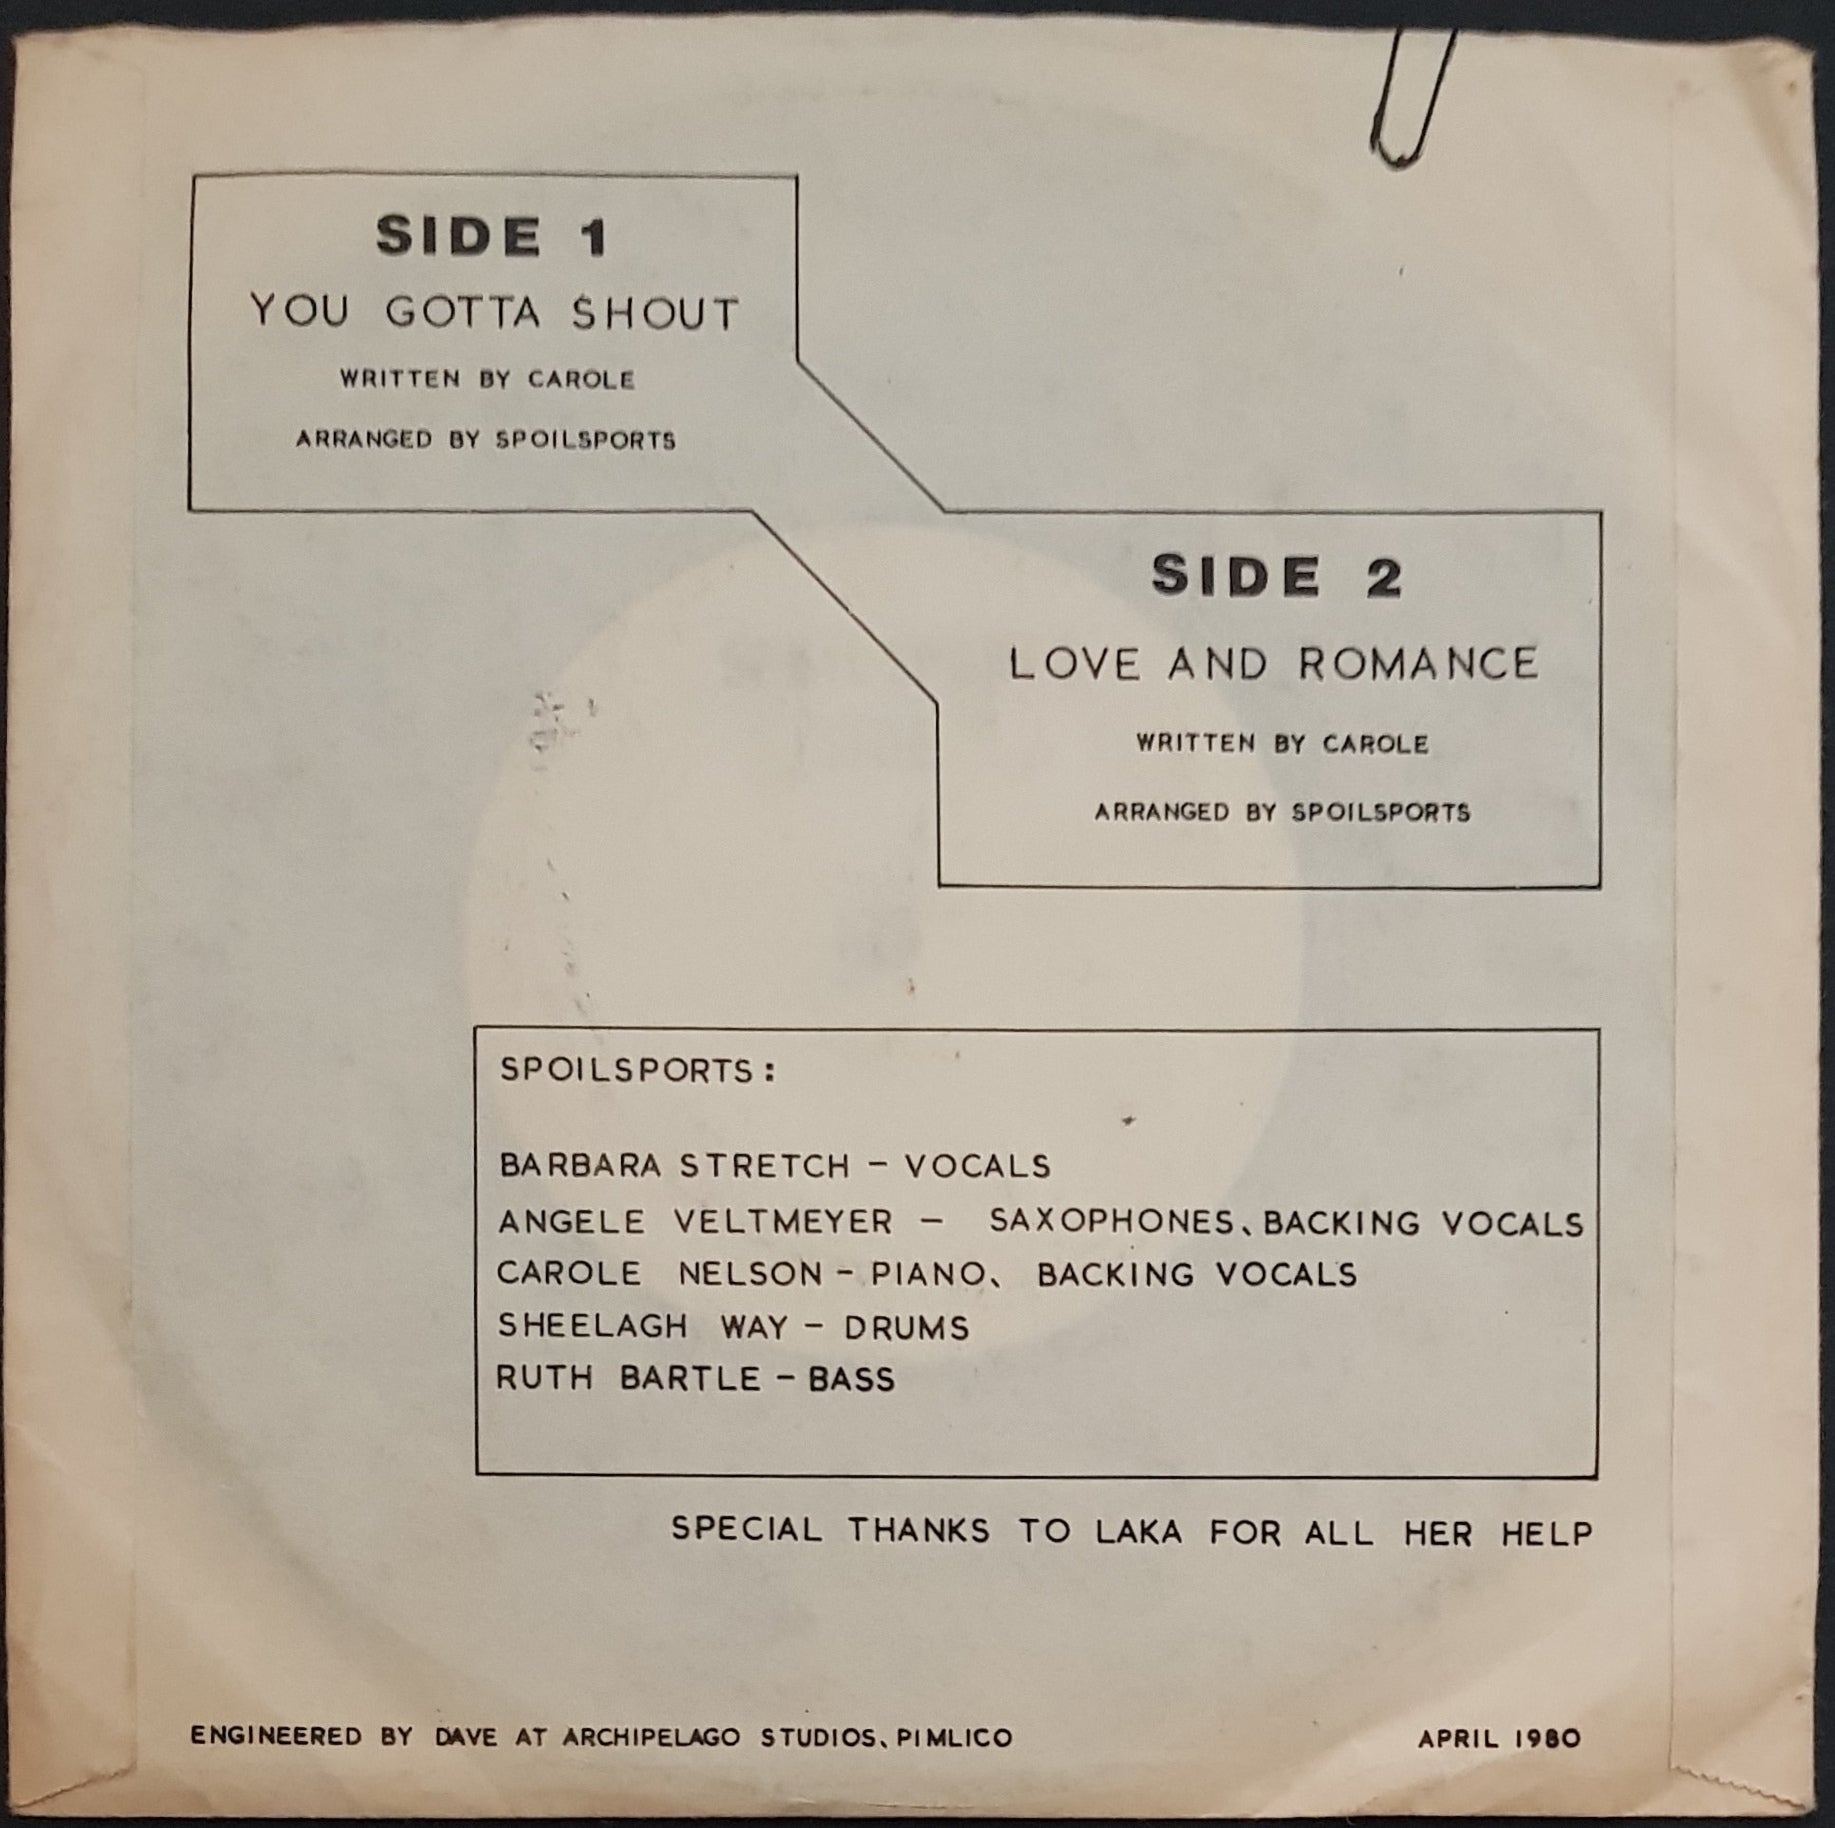 SIDE 1
YOU GOTTA SHOUT
WRITTEN BY CAROLE
ARRANGED BY SPOILSPORTS
SIDE 2
LOVE AND ROMANCE
WRITTEN BY CAROLE
ARRANGED BY SPOILSPORTS
SPOILSPORTS:
BARBARA STRETCH – VOCALS
ANGELE VELTMEYER – SAXOPHONES, BACKING VOCALS
CAROLE NELSON – PIANO, BACKING VOCALS
SHEELAGH WAY – DRUMS
RUTH BARTLE – BASS
SPECIAL THANKS TO LAKA FOR ALL HER HELP
ENGINEERED BY DAVE AT ARCHIPELAGO STUDIOS, PIMLICO
APRIL 1980